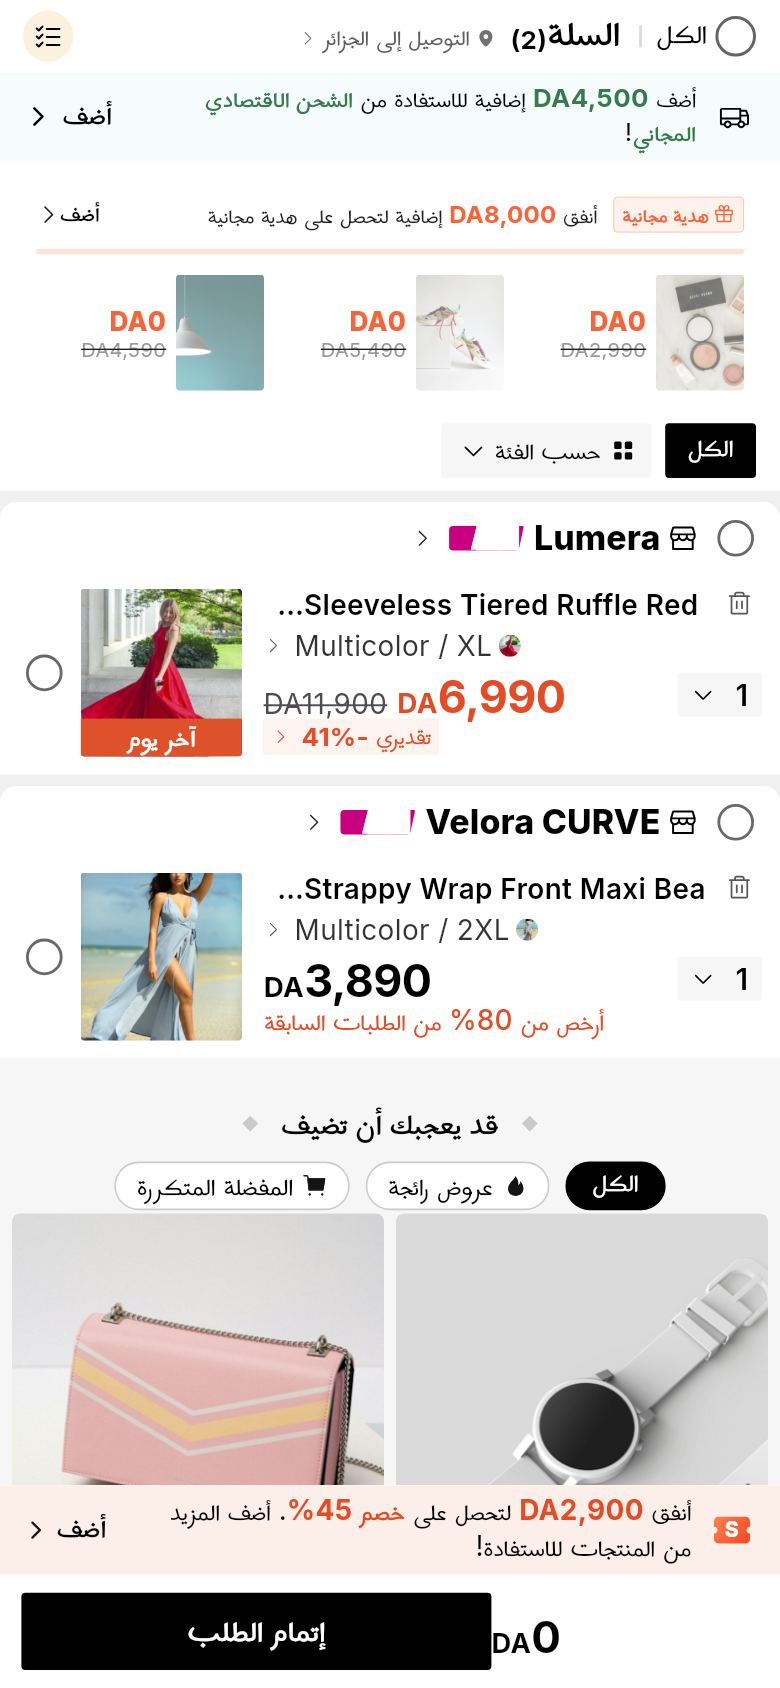 الكل
السلة(2)
التوصيل إلى الجزائر
أضف DA4,500 إضافية للاستفادة من الشحن الاقتصادي
المجاني!
أضف
هدية مجانية
أنفق DA8,000 إضافية لتحصل على هدية مجانية
أضف
DA0
DA2,990
DA0
DA5,490
DA0
DA4,590
الكل
حسب الفئة
Lumera
Sleeveless Tiered Ruffle Red...
Multicolor / XL
DA6,990 DA11,900
1
تقديري -41%
آخر يوم
Velora CURVE
Strappy Wrap Front Maxi Bea...
Multicolor / 2XL
DA3,890
1
أرخص من 80% من الطلبات السابقة
قد يعجبك أن تضيف
الكل
عروض رائجة
المفضلة المتكررة
S
أنفق DA2,900 لتحصل على خصم 45%. أضف المزيد
من المنتجات للاستفادة!
أضف
DA0
إتمام الطلب